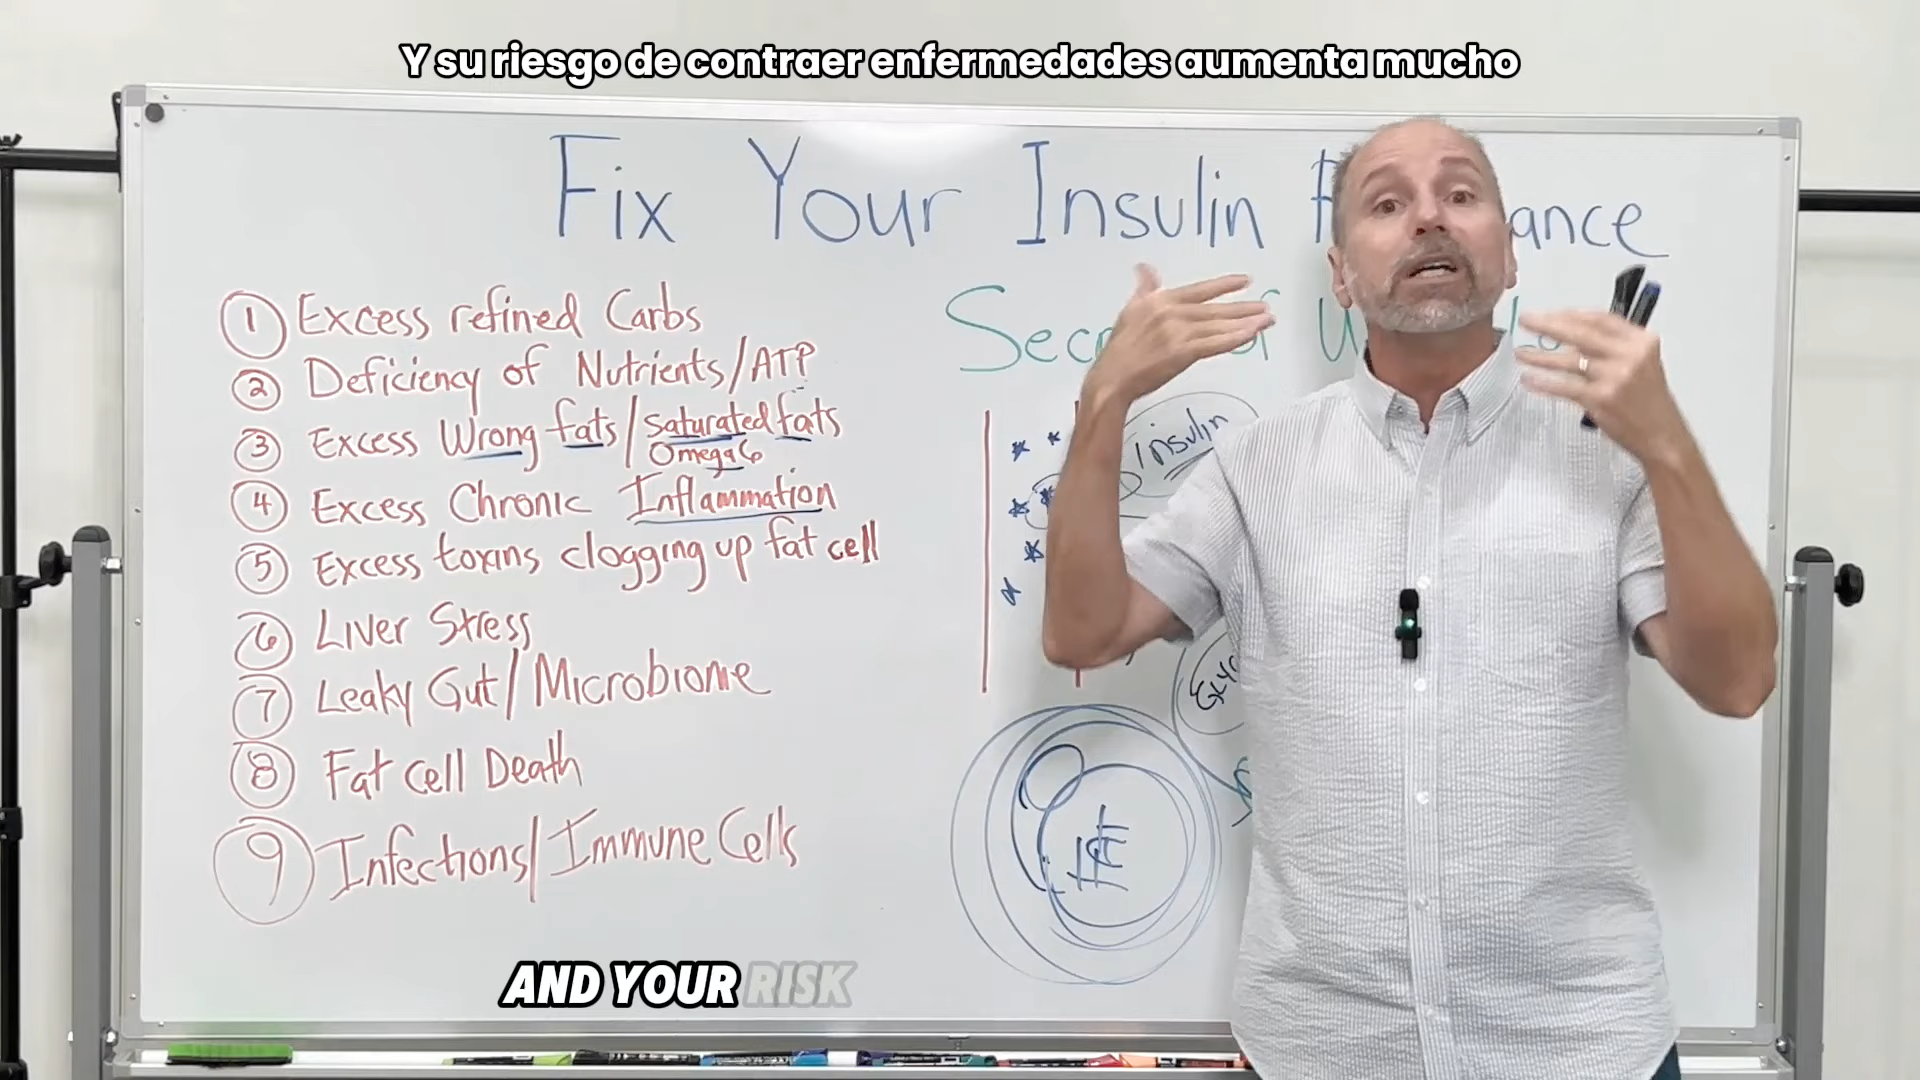 Y su riesgo de contraer enfermedades aumenta mucho
Fix Your Insulin ance
1 Excess refined Carbs
2 Deficiency of Nutrients/ATP
3 Excess Wrong fats/saturated fats
Omega 6
4 Excess Chronic Inflammation
5 Excess toxins clogging up fat cell
6 Liver Stress
7 Leaky Gut/Microbiome
8 Fat cell Death
9 Infections/Immune Cells
insulin
AND YOUR RISK